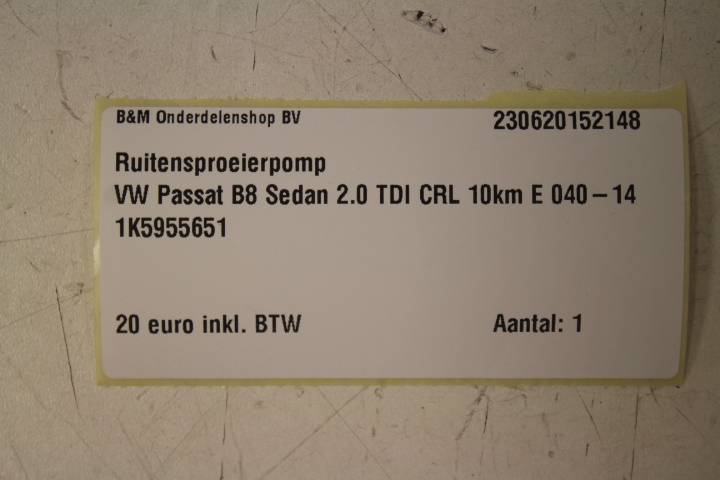 B&M Onderdelenshop BV 230620152148
Ruitensproeierpomp
VW Passat B8 Sedan 2.0 TDI CRL 10km E 040-14
1K5955651
20 euro inkl. BTW Aantal: 1